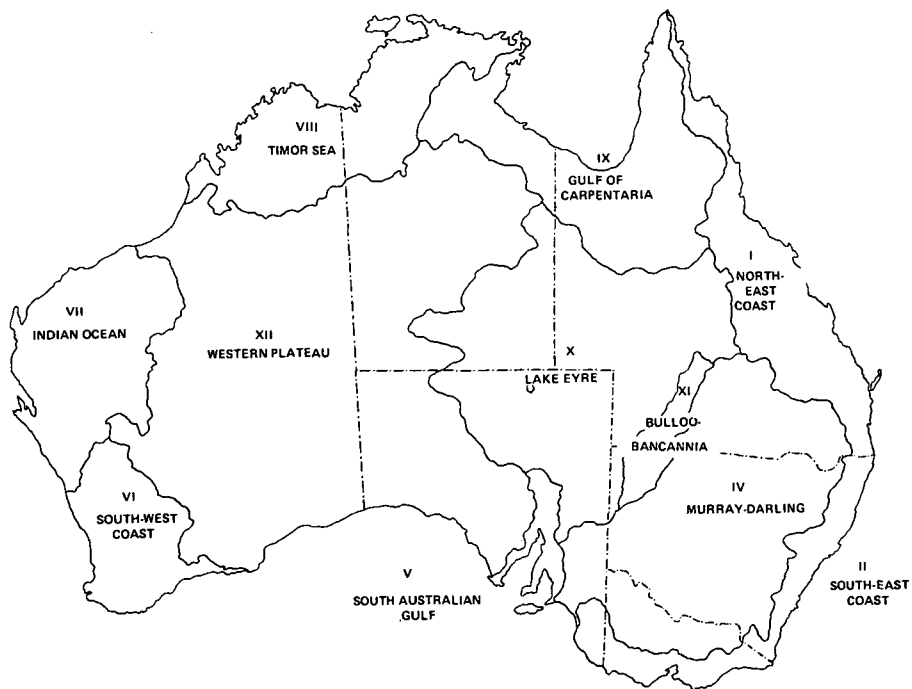 VIII
TIMOR SEA
IX
GULF OF
CARPENTARIA
I
NORTH-
EAST
COAST
VII
INDIAN OCEAN
XII
WESTERN PLATEAU
X
LAKE EYRE
XI
BULLOO-
BANCANNIA
VI
SOUTH-WEST
COAST
IV
MURRAY-DARLING
V
SOUTH AUSTRALIAN
GULF
II
SOUTH-EAST
COAST